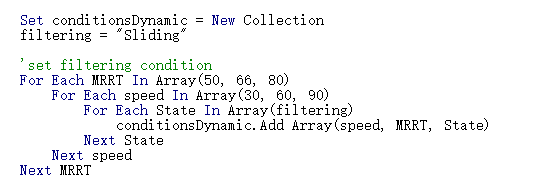 Set conditionsDynamic = New Collection
filtering = "Sliding"

'set filtering condition
For Each MRRT In Array(50, 66, 80)
    For Each speed In Array(30, 60, 90)
        For Each State In Array(filtering)
            conditionsDynamic.Add Array(speed, MRRT, State)
        Next State
    Next speed
Next MRRT